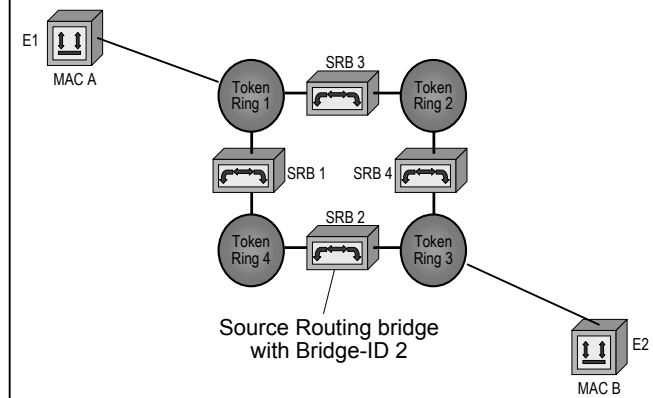 E1
MAC A
SRB 3
Token
Ring 1
Token
Ring 2
SRB 1
SRB 4
SRB 2
Token
Ring 4
Token
Ring 3
Source Routing bridge
with Bridge-ID 2
E2
MAC B